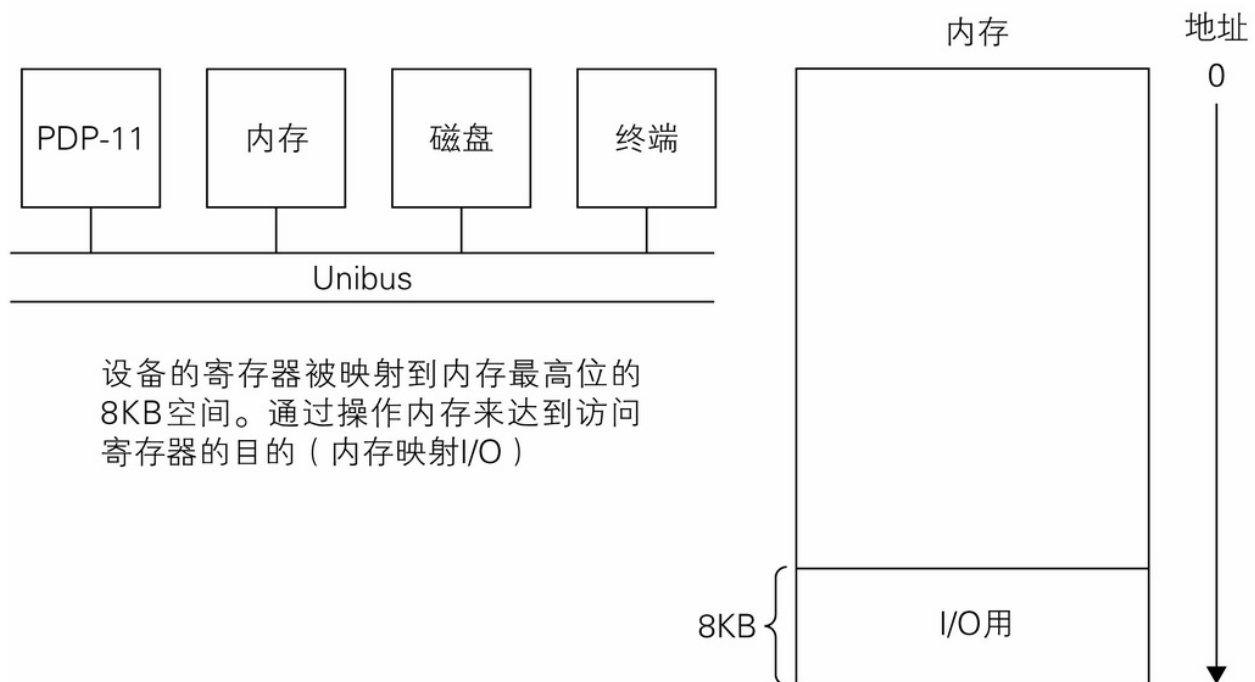 内存
地址
0
PDP-11
内存
磁盘
终端
Unibus
设备的寄存器被映射到内存最高位的
8KB空间。通过操作内存来达到访问
寄存器的目的（内存映射I/O）
8KB
I/O用